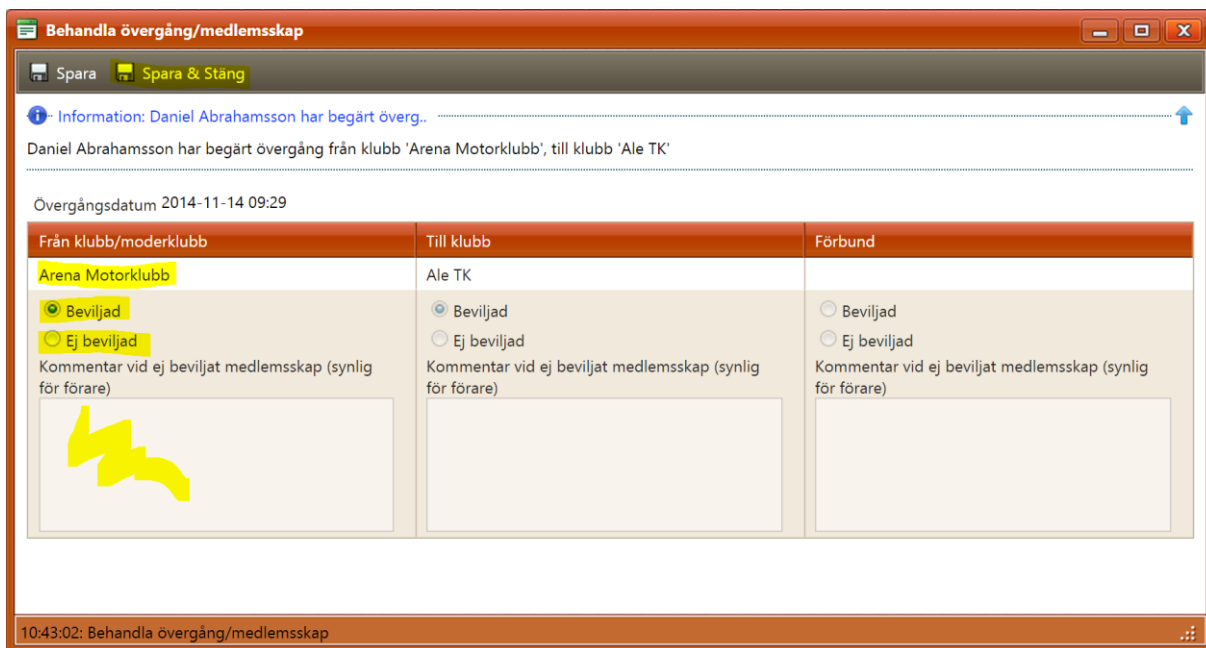 Behandla övergång/medlemsskap
Spara Spara & Stäng
Information: Daniel Abrahamsson har begärt överg..
Daniel Abrahamsson har begärt övergång från klubb 'Arena Motorklubb', till klubb 'Ale TK'
Övergångsdatum 2014-11-14 09:29
Från klubb/moderklubb Till klubb Förbund
Arena Motorklubb Ale TK
Beviljad Beviljad Beviljad
Ej beviljad Ej beviljad Ej beviljad
Kommentar vid ej beviljat medlemsskap (synlig Kommentar vid ej beviljat medlemsskap (synlig Kommentar vid ej beviljat medlemsskap (synlig
för förare) för förare) för förare)
10:43:02: Behandla övergång/medlemsskap